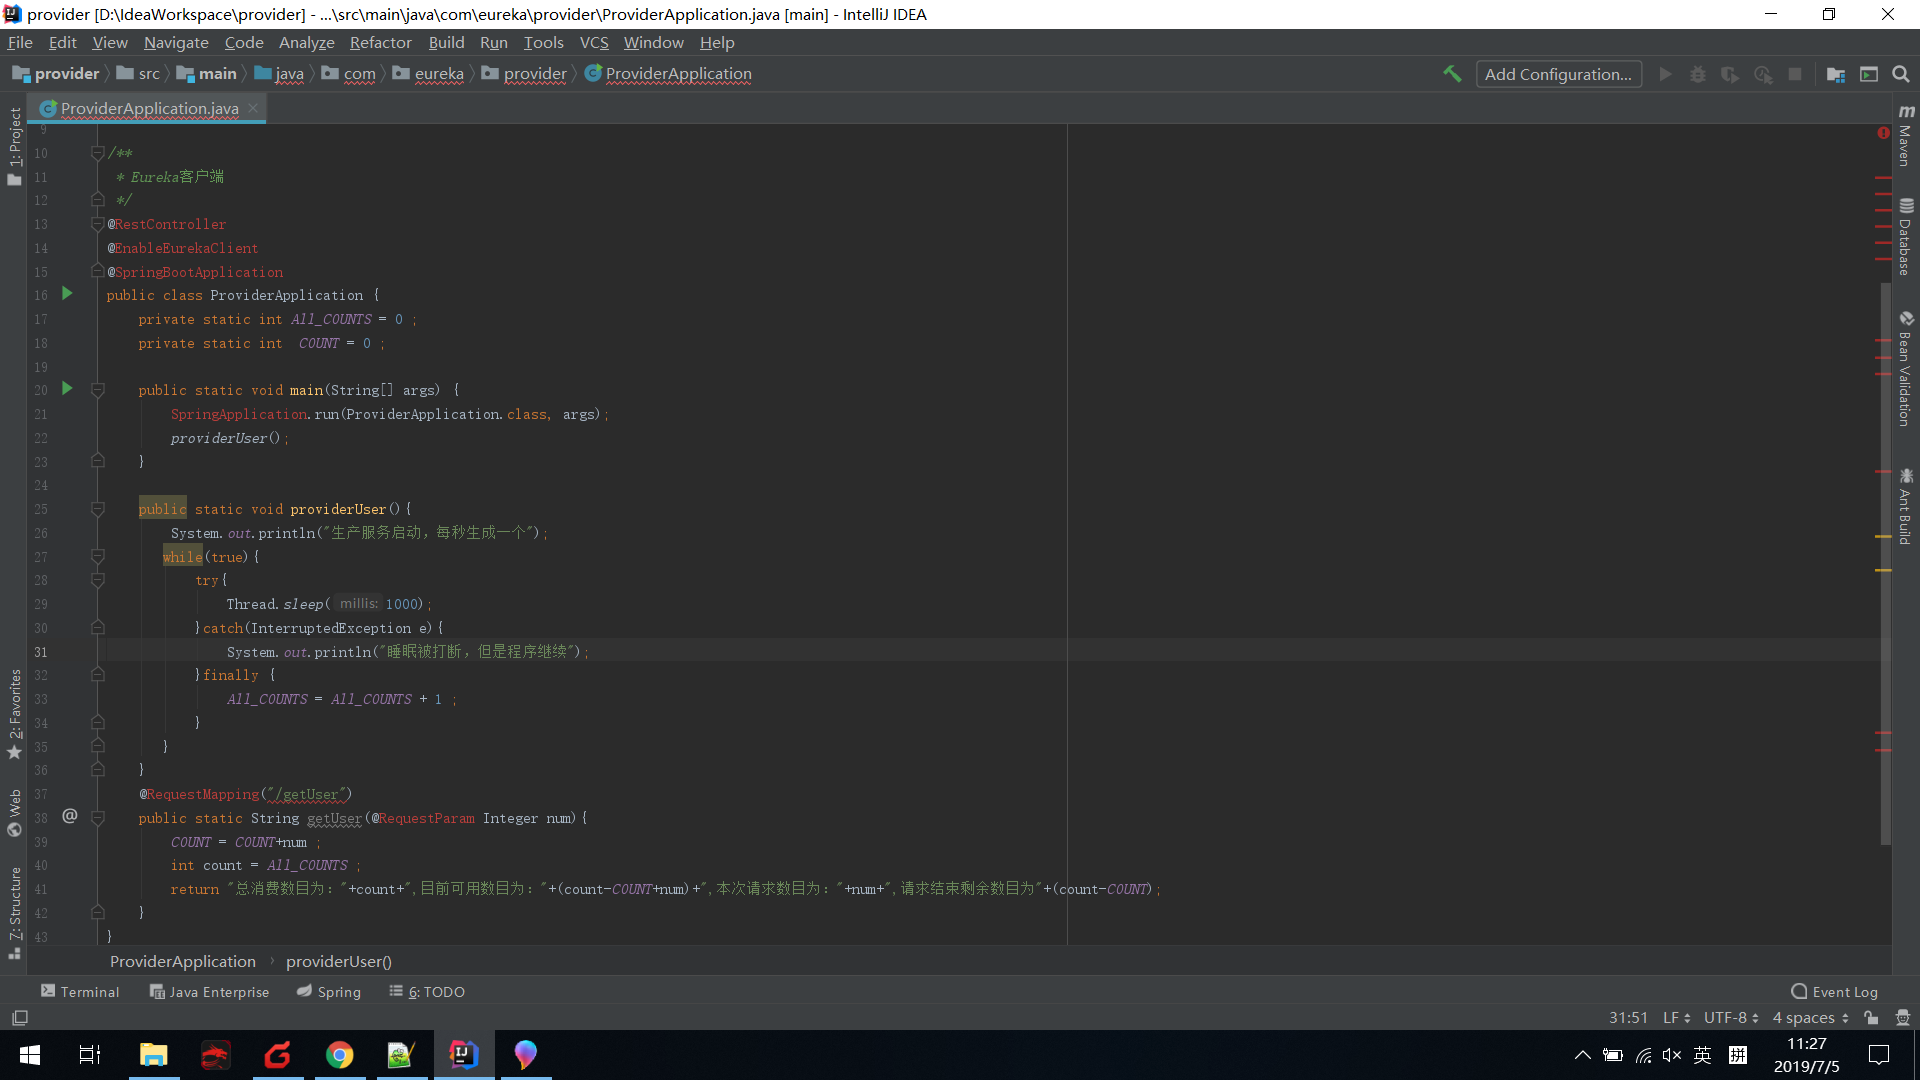 provider [D:\IdeaWorkspace\provider] - ...\src\main\java\com\eureka\provider\ProviderApplication.java [main] - IntelliJ IDEA
File Edit View Navigate Code Analyze Refactor Build Run Tools VCS Window Help
provider src main java com eureka provider ProviderApplication Add Configuration...
ProviderApplication.java
1: Project
2: Favorites
Web
Z: Structure
9
10 /**
11 * Eureka客户端
12 */
13 @RestController
14 @EnableEurekaClient
15 @SpringBootApplication
16 public class ProviderApplication {
17 private static int All_COUNTS = 0 ;
18 private static int  COUNT = 0 ;
19
20 public static void main(String[] args) {
21 SpringApplication.run(ProviderApplication.class, args);
22 providerUser();
23 }
24
25 public static void providerUser(){
26 System.out.println("生产服务启动，每秒生成一个");
27 while(true){
28 try{
29 Thread.sleep( millis: 1000);
30 }catch(InterruptedException e){
31 System.out.println("睡眠被打断，但是程序继续");
32 }finally {
33 All_COUNTS = All_COUNTS + 1 ;
34 }
35 }
36 }
37 @RequestMapping("/getUser")
38 @ public static String getUser(@RequestParam Integer num){
39 COUNT = COUNT+num ;
40 int count = All_COUNTS ;
41 return "总消费数目为："+count+",目前可用数目为："+(count-COUNT+num)+",本次请求数目为："+num+",请求结束剩余数目为"+(count-COUNT);
42 }
43 }
Maven
Database
Bean Validation
Ant Build
ProviderApplication › providerUser()
Terminal Java Enterprise Spring 6: TODO Event Log
31:51 LF UTF-8 4 spaces
英 拼 11:27
2019/7/5